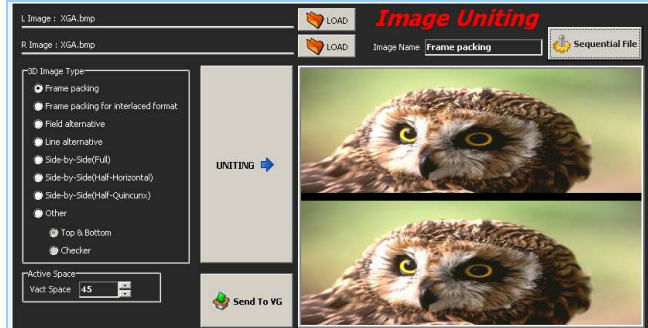 L Image : XGA.bmp
LOAD
Image Uniting
R Image : XGA.bmp
LOAD
Image Name Frame packing
Sequential File
3D Image Type
Frame packing
Frame packing for interlaced format
Field alternative
Line alternative
Side-by-Side(Full)
Side-by-Side(Half-Horizontal)
Side-by-Side(Half-Quincunx)
Other
Top & Bottom
Checker
UNITING
Active Space
Vact Space 45
Send To VG